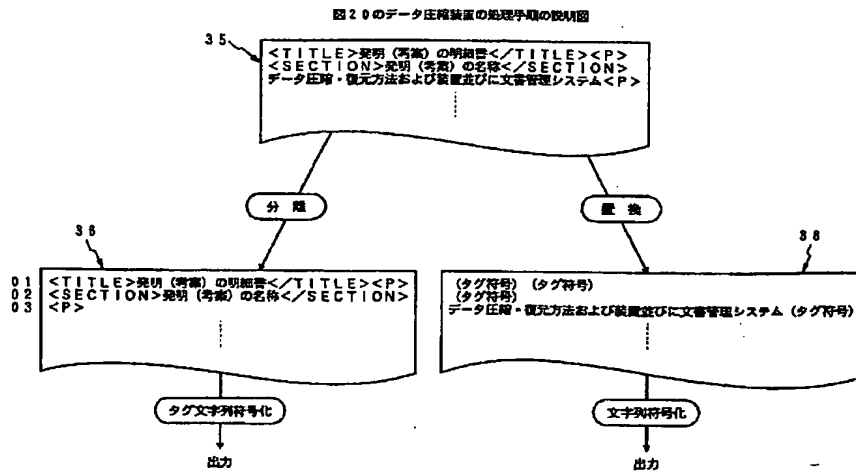 図20のデータ圧縮装置の処理手順の説明図
35
<TITLE>発明(考案)の明細書</TITLE><P>
<SECTION>発明(考案)の名称</SECTION>
データ圧縮・復元方法および装置並びに文書管理システム<P>
分離
置換
36
38
01 <TITLE>発明(考案)の明細書</TITLE><P>
02 <SECTION>発明(考案)の名称</SECTION>
03 <P>
(タグ符号)(タグ符号)
(タグ符号)
データ圧縮・復元方法および装置並びに文書管理システム(タグ符号)
タグ文字列符号化
文字列符号化
出力
出力